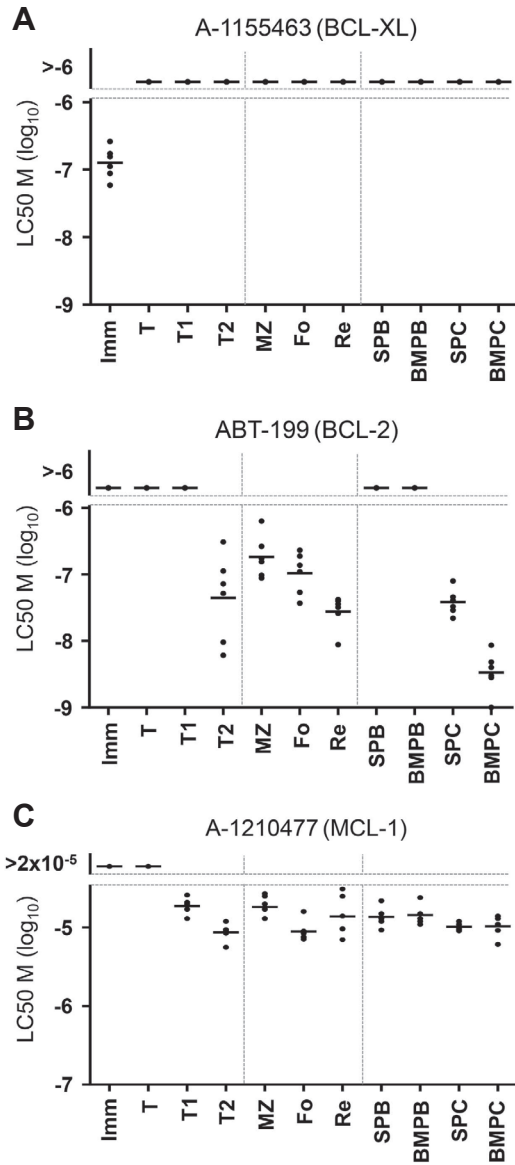 A
A-1155463 (BCL-XL)
>-6
-6
-7
-8
-9
LC50 M (log10)
Imm T T1 T2 MZ Fo Re SPB BMPB SPC BMPC
B
ABT-199 (BCL-2)
>-6
-6
-7
-8
-9
LC50 M (log10)
Imm T T1 T2 MZ Fo Re SPB BMPB SPC BMPC
C
A-1210477 (MCL-1)
>2x10-5
-5
-6
-7
LC50 M (log10)
Imm T T1 T2 MZ Fo Re SPB BMPB SPC BMPC